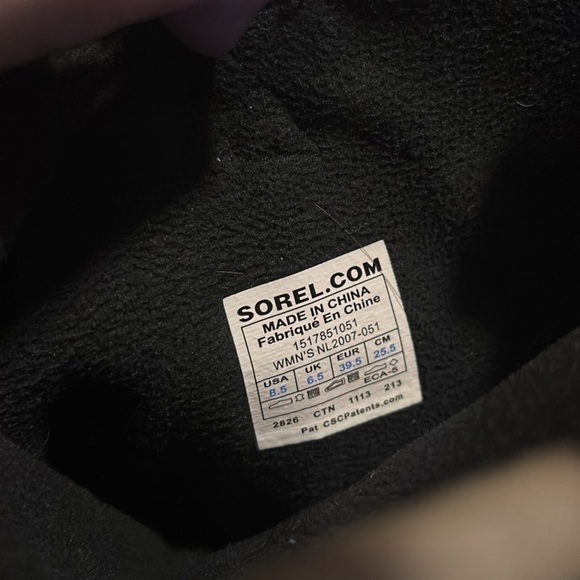 SOREL.COM
MADE IN CHINA
Fabriqué En Chine
1517851051
WMN'S NL2007-051
USA UK EUR CM
8.5 6.5 39.5 25.5
ECA-5
2826 CTN 1113 213
Pat CSCPatents.com